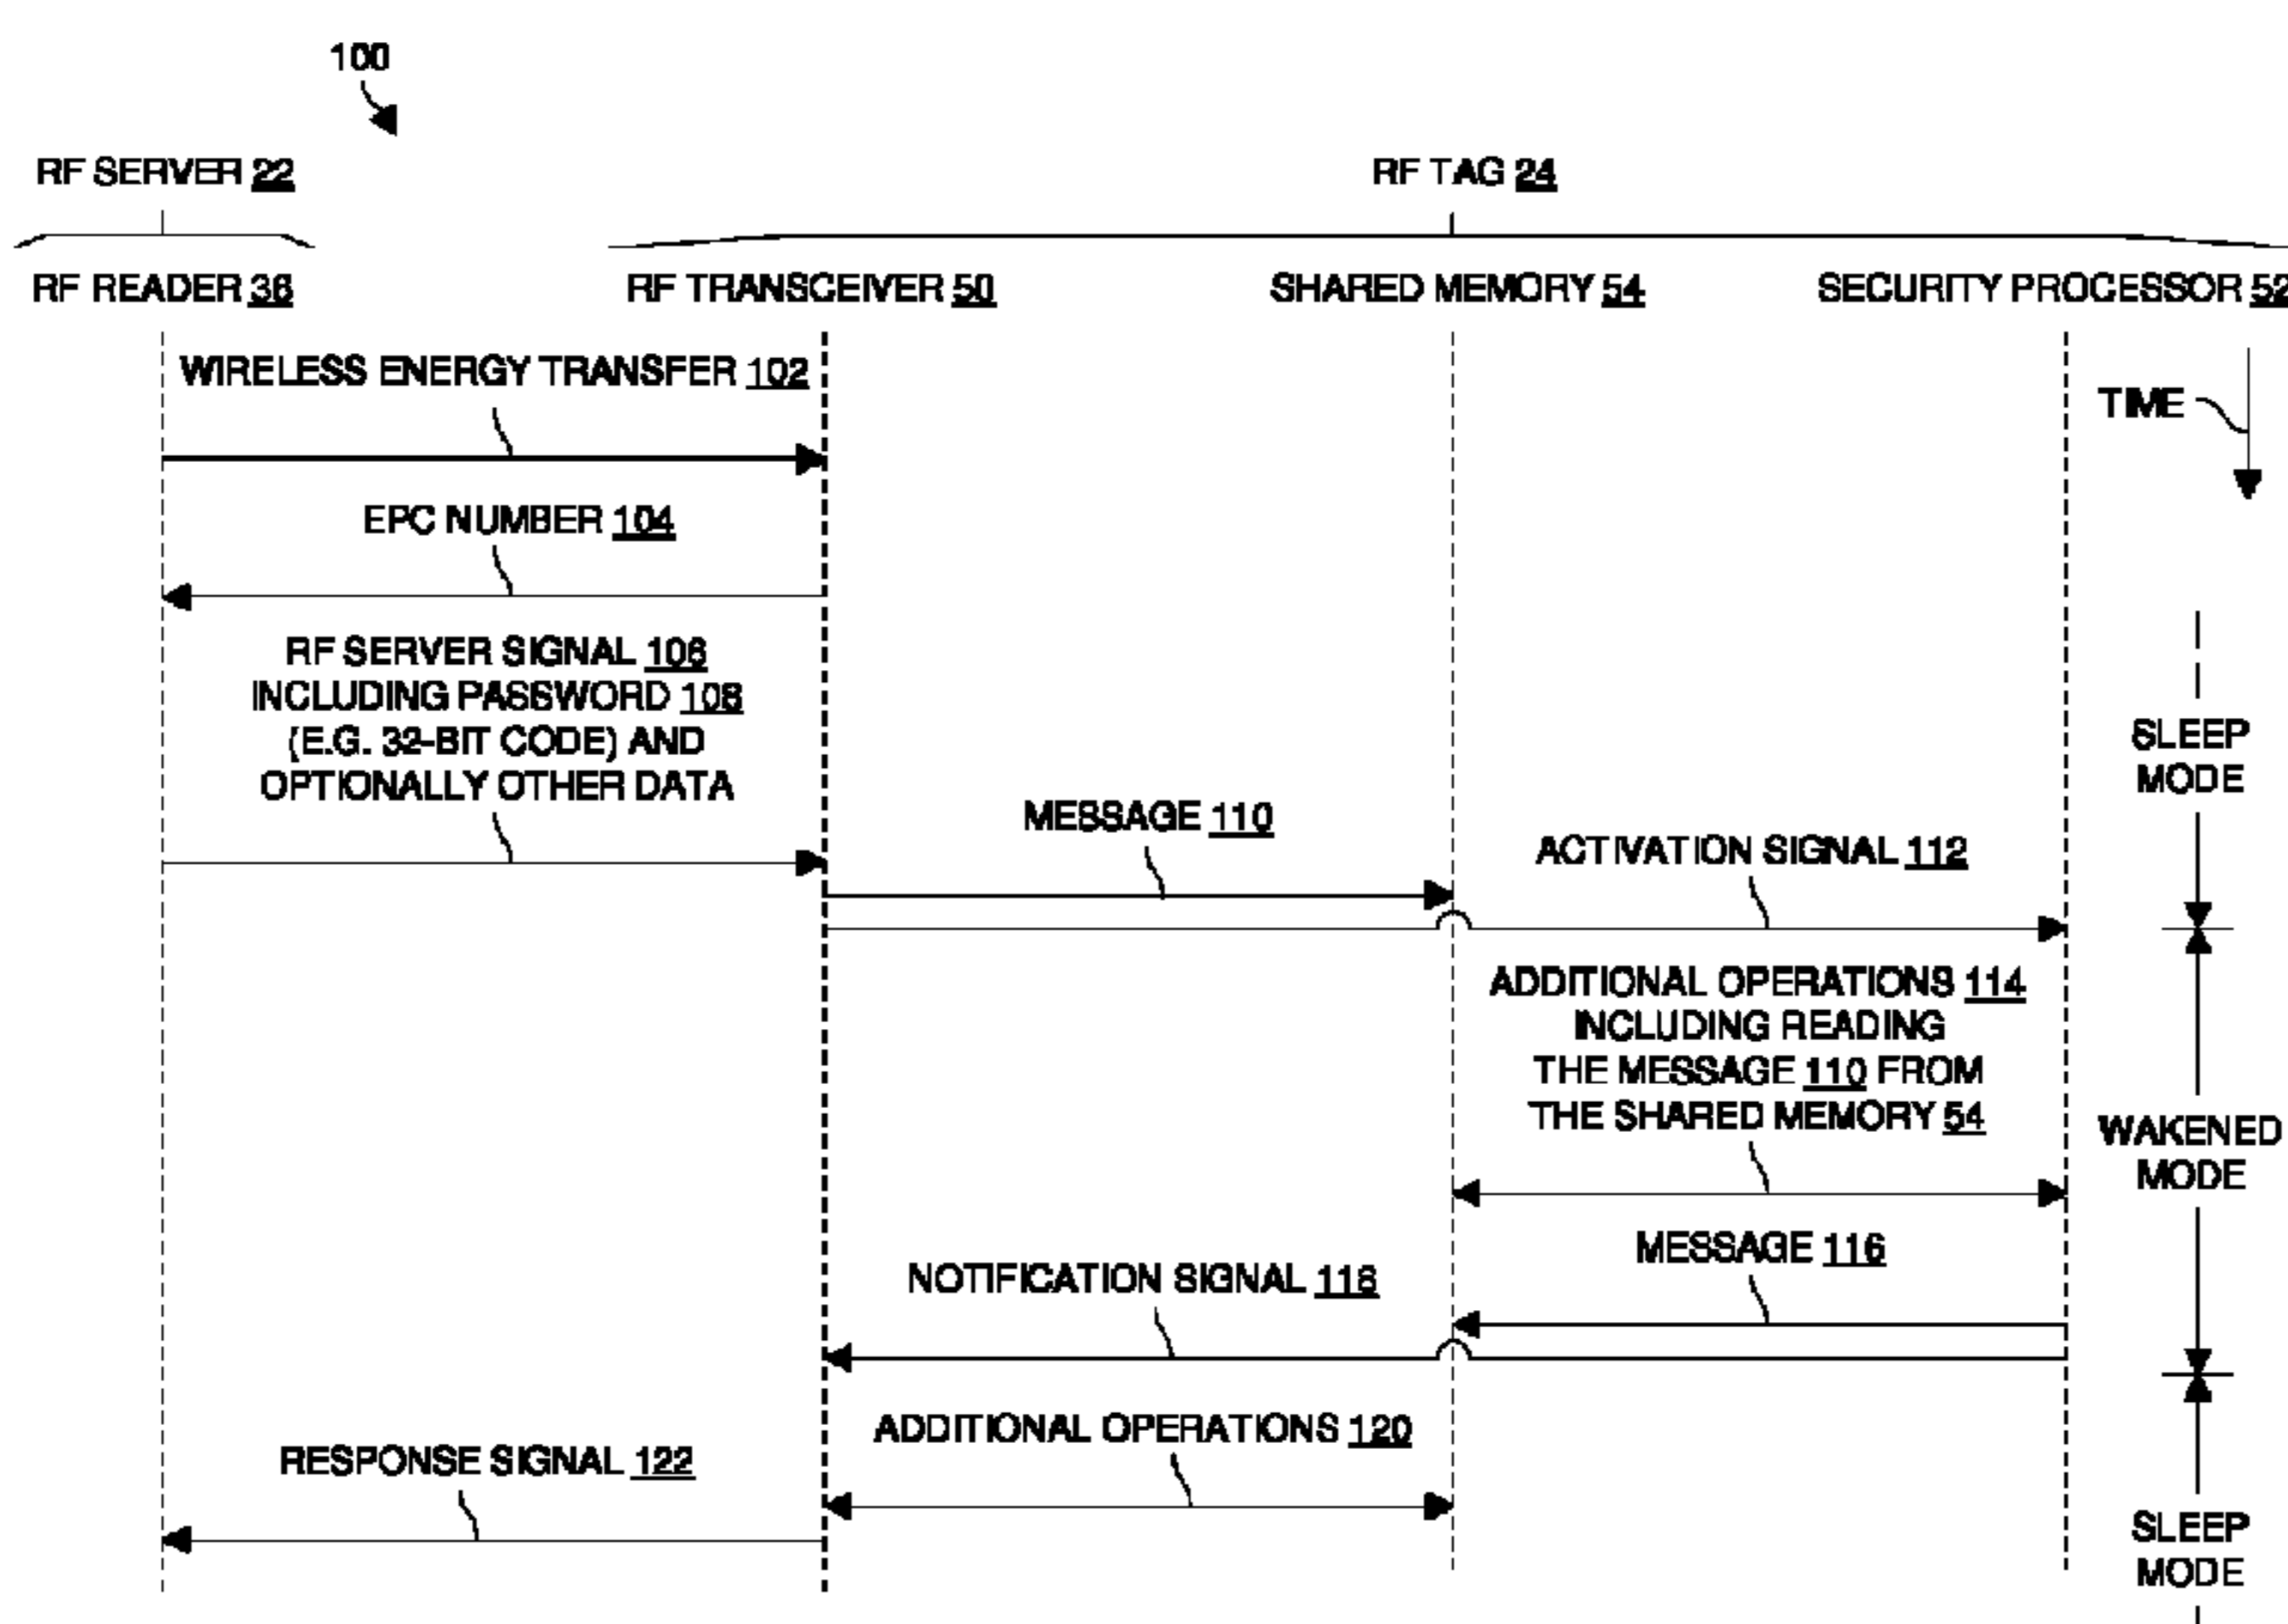 100
RF SERVER 22
RF TAG 24
RF READER 36
RF TRANSCEIVER 50
SHARED MEMORY 54
SECURITY PROCESSOR 52
WIRELESS ENERGY TRANSFER 102
TIME
EPC NUMBER 104
RF SERVER SIGNAL 106
INCLUDING PASSWORD 108
(E.G. 32-BIT CODE) AND
OPTIONALLY OTHER DATA
SLEEP
MODE
MESSAGE 110
ACTIVATION SIGNAL 112
ADDITIONAL OPERATIONS 114
INCLUDING READING
THE MESSAGE 110 FROM
THE SHARED MEMORY 54
WAKENED
MODE
MESSAGE 116
NOTIFICATION SIGNAL 118
ADDITIONAL OPERATIONS 120
RESPONSE SIGNAL 122
SLEEP
MODE